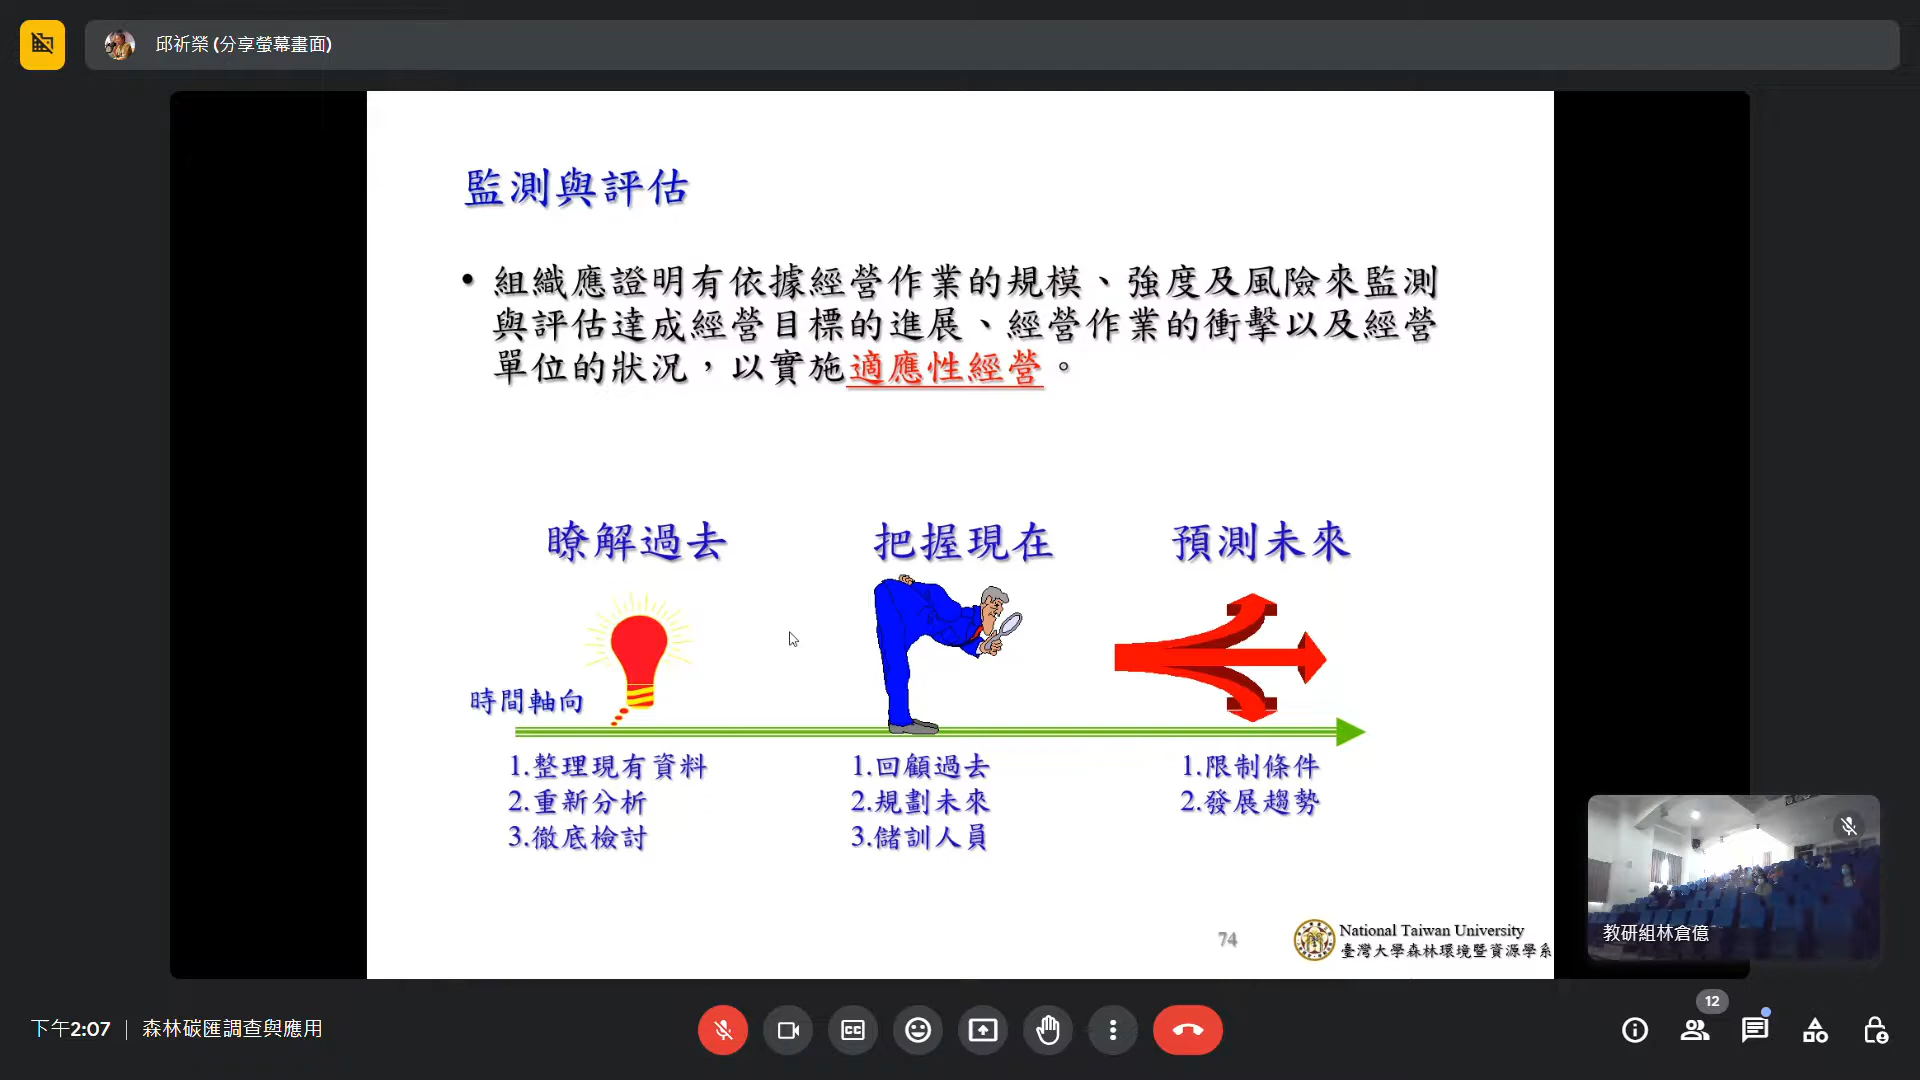 邱祈榮 (分享螢幕畫面)
監測與評估
• 組織應證明有依據經營作業的規模、強度及風險來監測
與評估達成經營目標的進展、經營作業的衝擊以及經營
單位的狀況，以實施適應性經營。
瞭解過去
把握現在
預測未來
時間軸向
1.整理現有資料
2.重新分析
3.徹底檢討
1.回顧過去
2.規劃未來
3.儲訓人員
1.限制條件
2.發展趨勢
74
National Taiwan University
臺灣大學森林環境暨資源學系
教研組林倉億
下午2:07 | 森林碳匯調查與應用
12